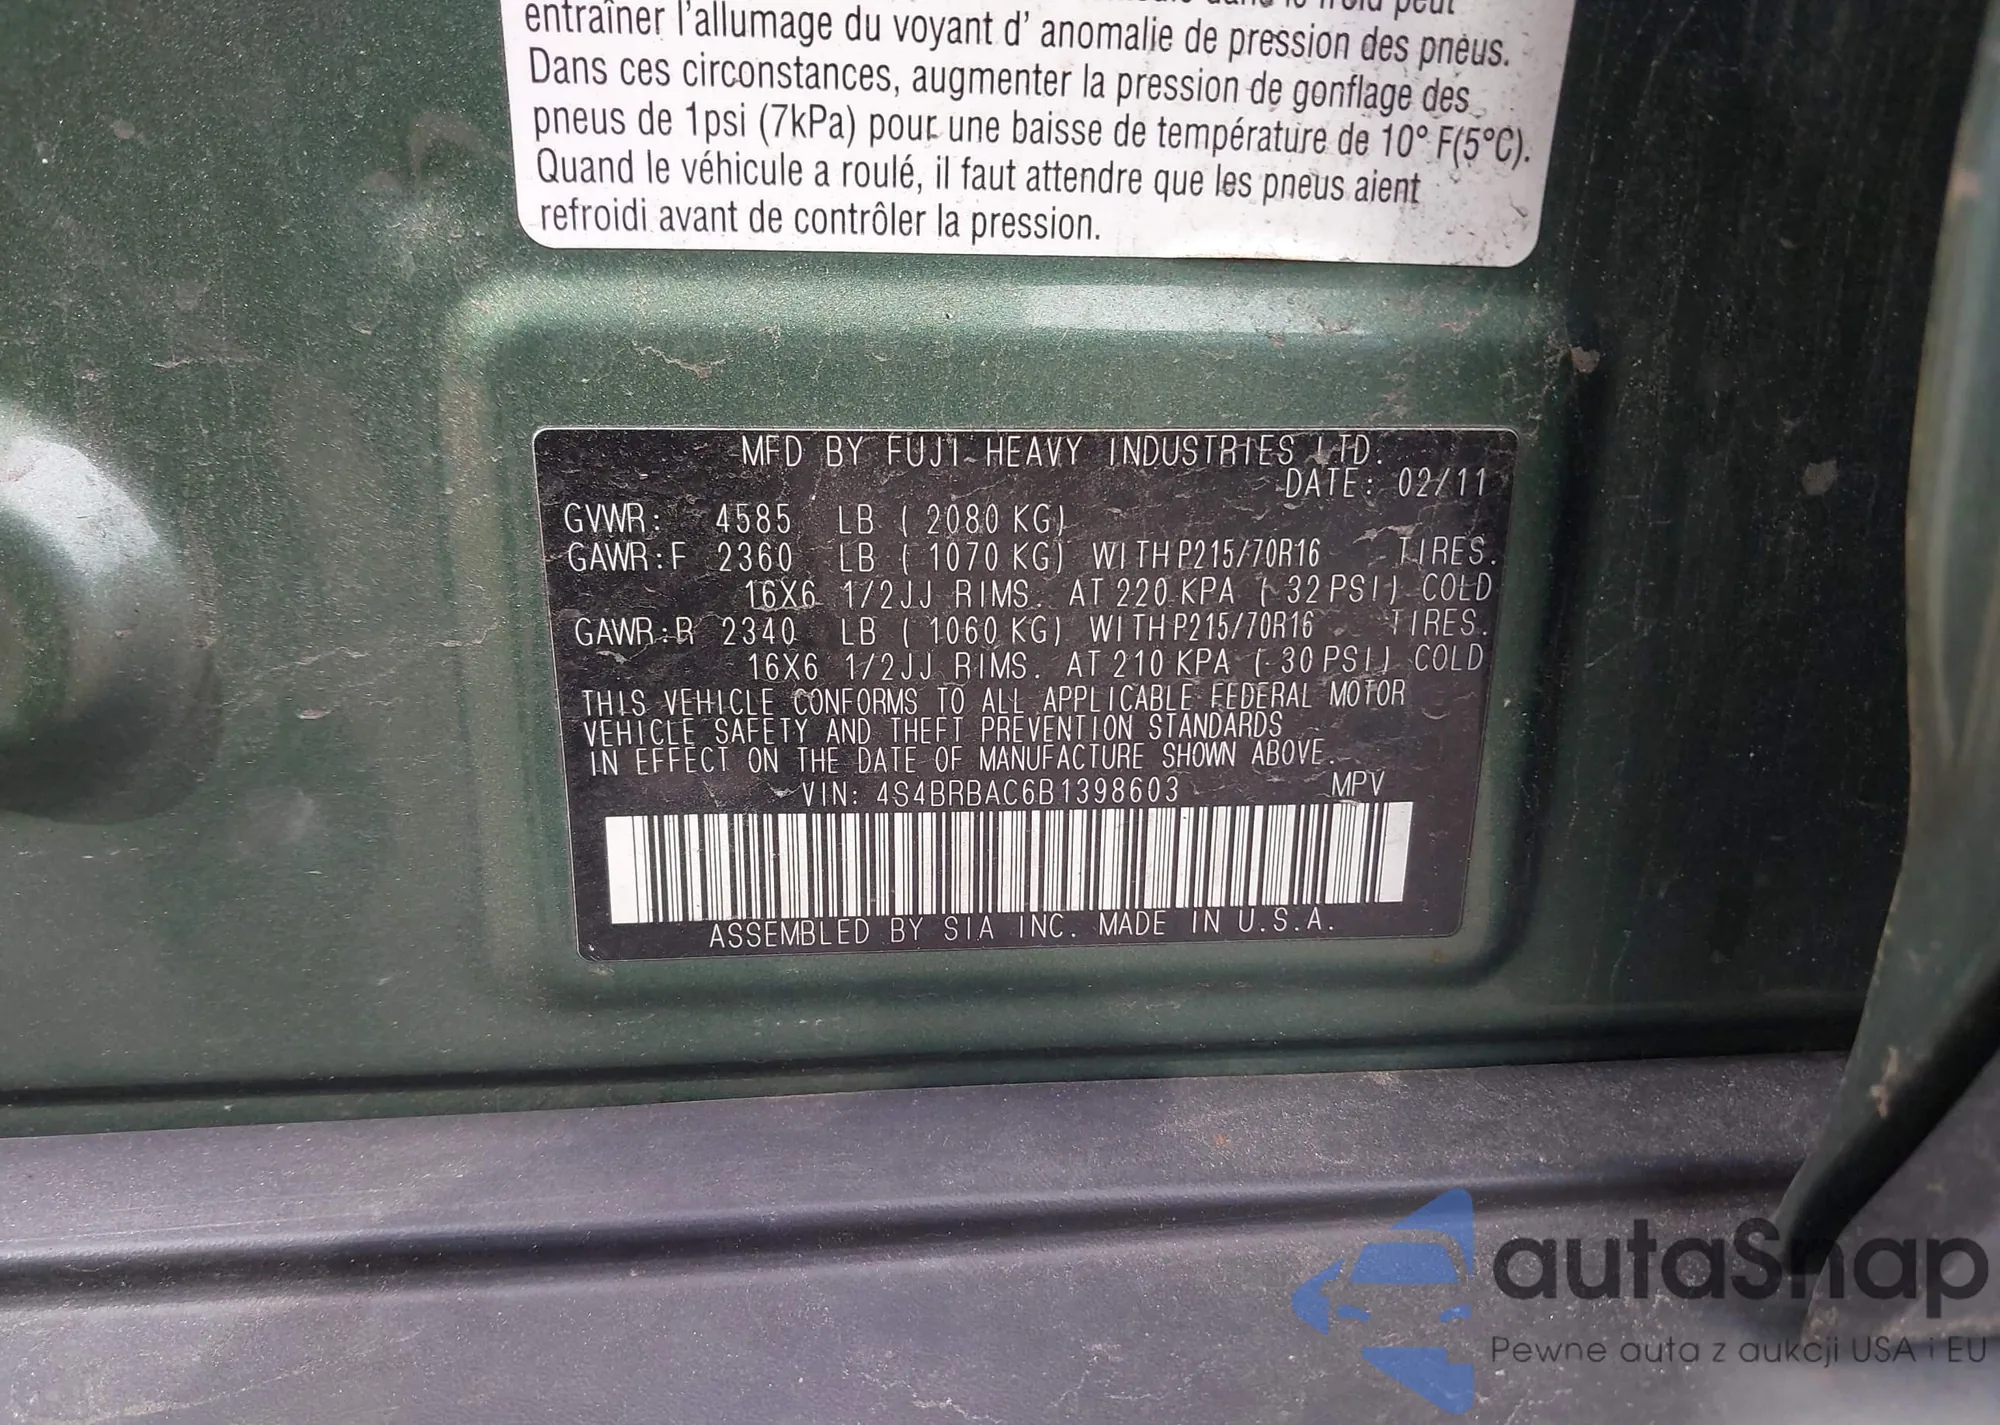 le froid peut
entraîner l'allumage du voyant d' anomalie de pression des pneus.
Dans ces circonstances, augmenter la pression de gonflage des
pneus de 1psi (7kPa) pour une baisse de température de 10° F(5°C).
Quand le véhicule a roulé, il faut attendre que les pneus aient
refroidi avant de contrôler la pression.
MFD BY FUJI HEAVY INDUSTRIES LTD.
DATE: 02/11
GVWR: 4585 LB ( 2080 KG)
GAWR:F 2360 LB ( 1070 KG) WITH P215/70R16 TIRES.
16X6 1/2JJ RIMS. AT 220 KPA ( 32 PSI) COLD
GAWR:R 2340 LB ( 1060 KG) WITH P215/70R16 TIRES.
16X6 1/2JJ RIMS. AT 210 KPA ( 30 PSI) COLD
THIS VEHICLE CONFORMS TO ALL APPLICABLE FEDERAL MOTOR
VEHICLE SAFETY AND THEFT PREVENTION STANDARDS
IN EFFECT ON THE DATE OF MANUFACTURE SHOWN ABOVE.
VIN: 4S4BRBAC6B1398603 MPV
ASSEMBLED BY SIA INC. MADE IN U.S.A.
autaSnap
Pewne auta z aukcji USA i EU